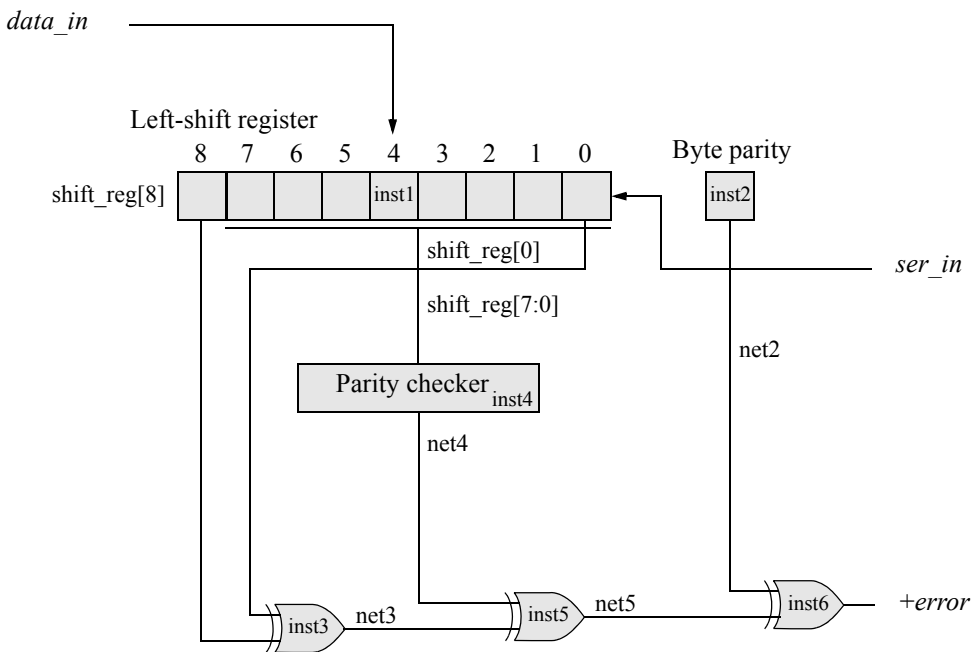 data_in
Left-shift register
8 7 6 5 4 3 2 1 0
Byte parity
shift_reg[8]
inst1
inst2
shift_reg[0]
ser_in
shift_reg[7:0]
net2
Parity checker
inst4
net4
inst3
net3
inst5
net5
inst6
+error